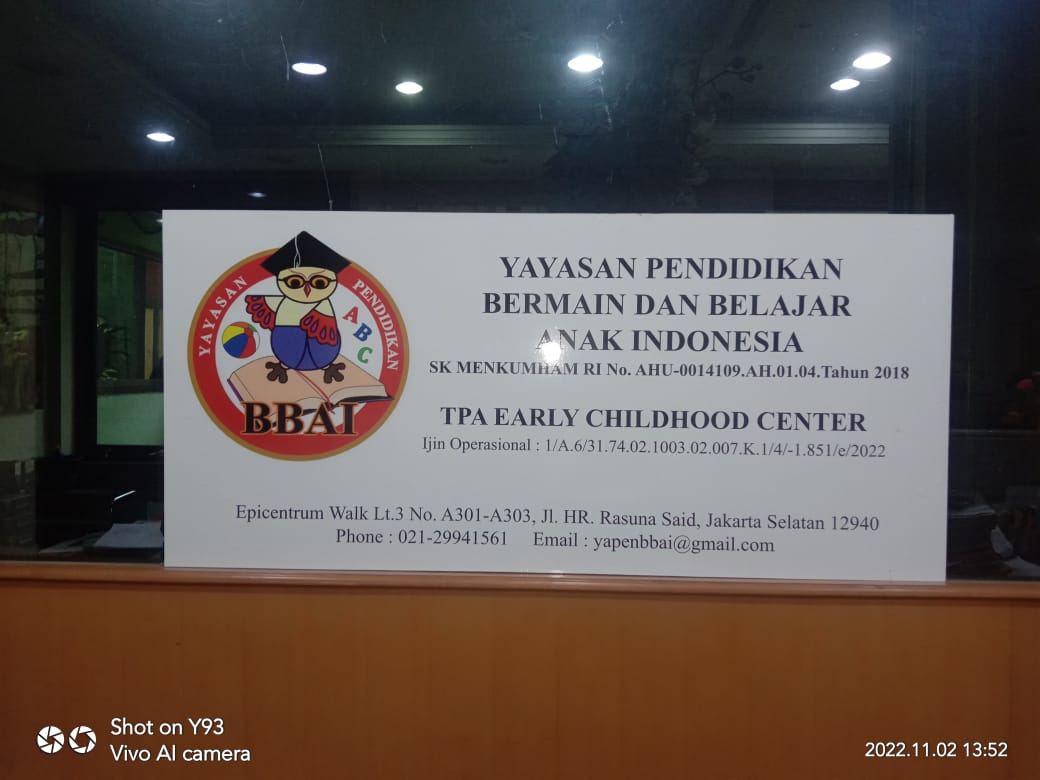 YAYASAN PENDIDIKAN
A
B
C
BBAI
YAYASAN PENDIDIKAN
BERMAIN DAN BELAJAR
ANAK INDONESIA
SK MENKUMHAM RI No. AHU-0014109.AH.01.04.Tahun 2018
TPA EARLY CHILDHOOD CENTER
Ijin Operasional : 1/A.6/31.74.02.1003.02.007.K.1/4/-1.851/e/2022
Epicentrum Walk Lt.3 No. A301-A303, Jl. HR. Rasuna Said, Jakarta Selatan 12940
Phone : 021-29941561 Email : yapenbbai@gmail.com
Shot on Y93
Vivo AI camera
2022.11.02 13:52